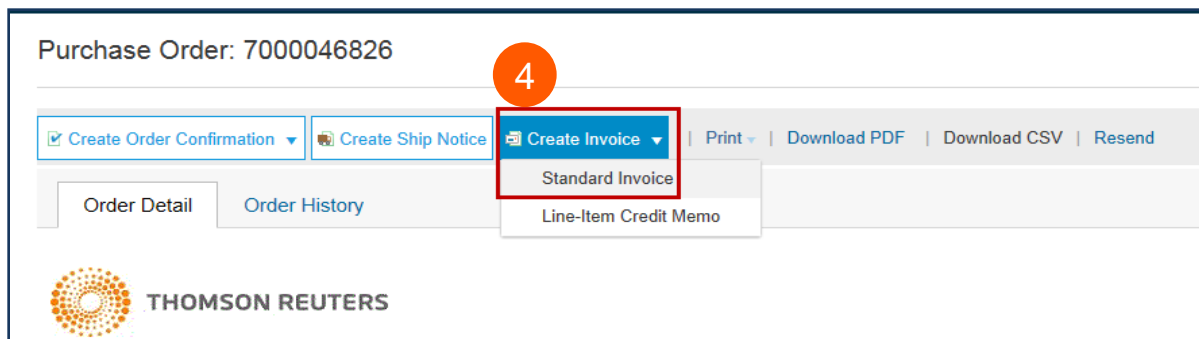 Purchase Order: 7000046826
4
Create Order Confirmation Create Ship Notice Create Invoice | Print | Download PDF | Download CSV | Resend
Standard Invoice
Order Detail Order History
Line-Item Credit Memo
THOMSON REUTERS